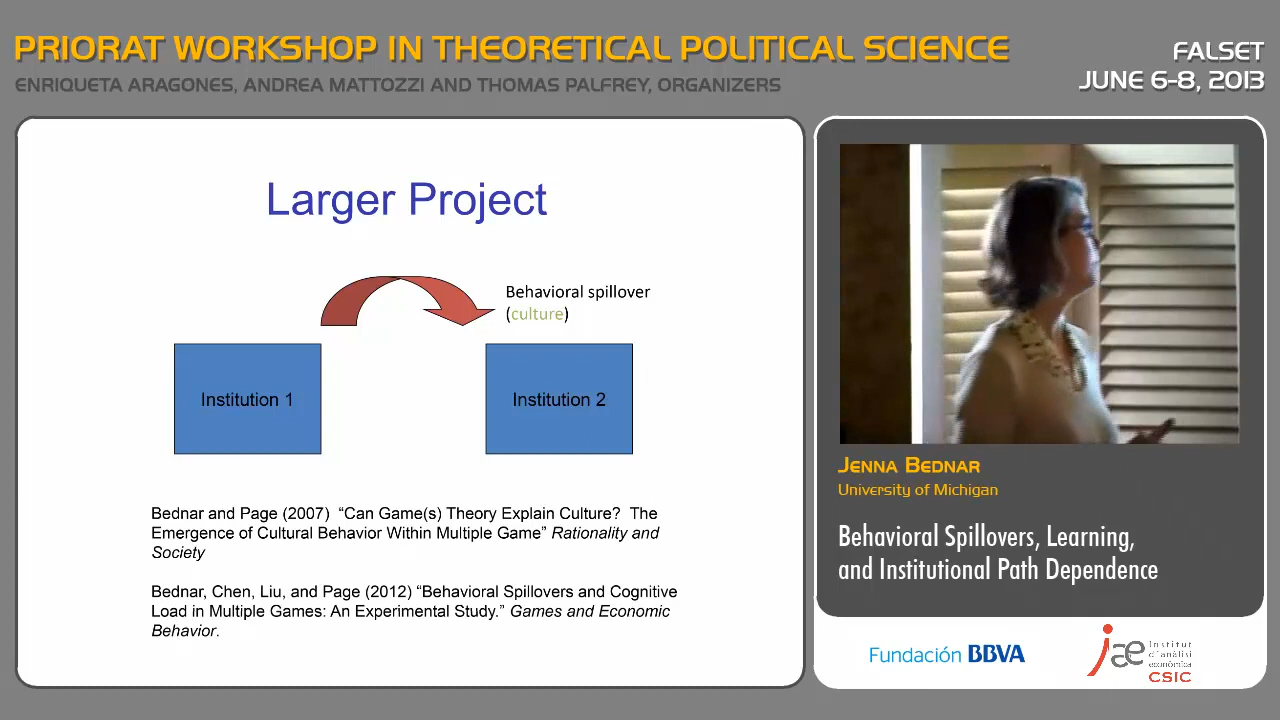 PRIORAT WORKSHOP IN THEORETICAL POLITICAL SCIENCE
ENRIQUETA ARAGONES, ANDREA MATTOZZI AND THOMAS PALFREY, ORGANIZERS
FALSET
JUNE 6-8, 2013
Larger Project
Behavioral spillover
(culture)
Institution 1
Institution 2
Bednar and Page (2007) “Can Game(s) Theory Explain Culture? The
Emergence of Cultural Behavior Within Multiple Game” Rationality and
Society
Bednar, Chen, Liu, and Page (2012) “Behavioral Spillovers and Cognitive
Load in Multiple Games: An Experimental Study.” Games and Economic
Behavior.
Jenna Bednar
University of Michigan
Behavioral Spillovers, Learning,
and Institutional Path Dependence
Fundación BBVA
iae
Institut
d'anàlisi
econòmica
CSIC